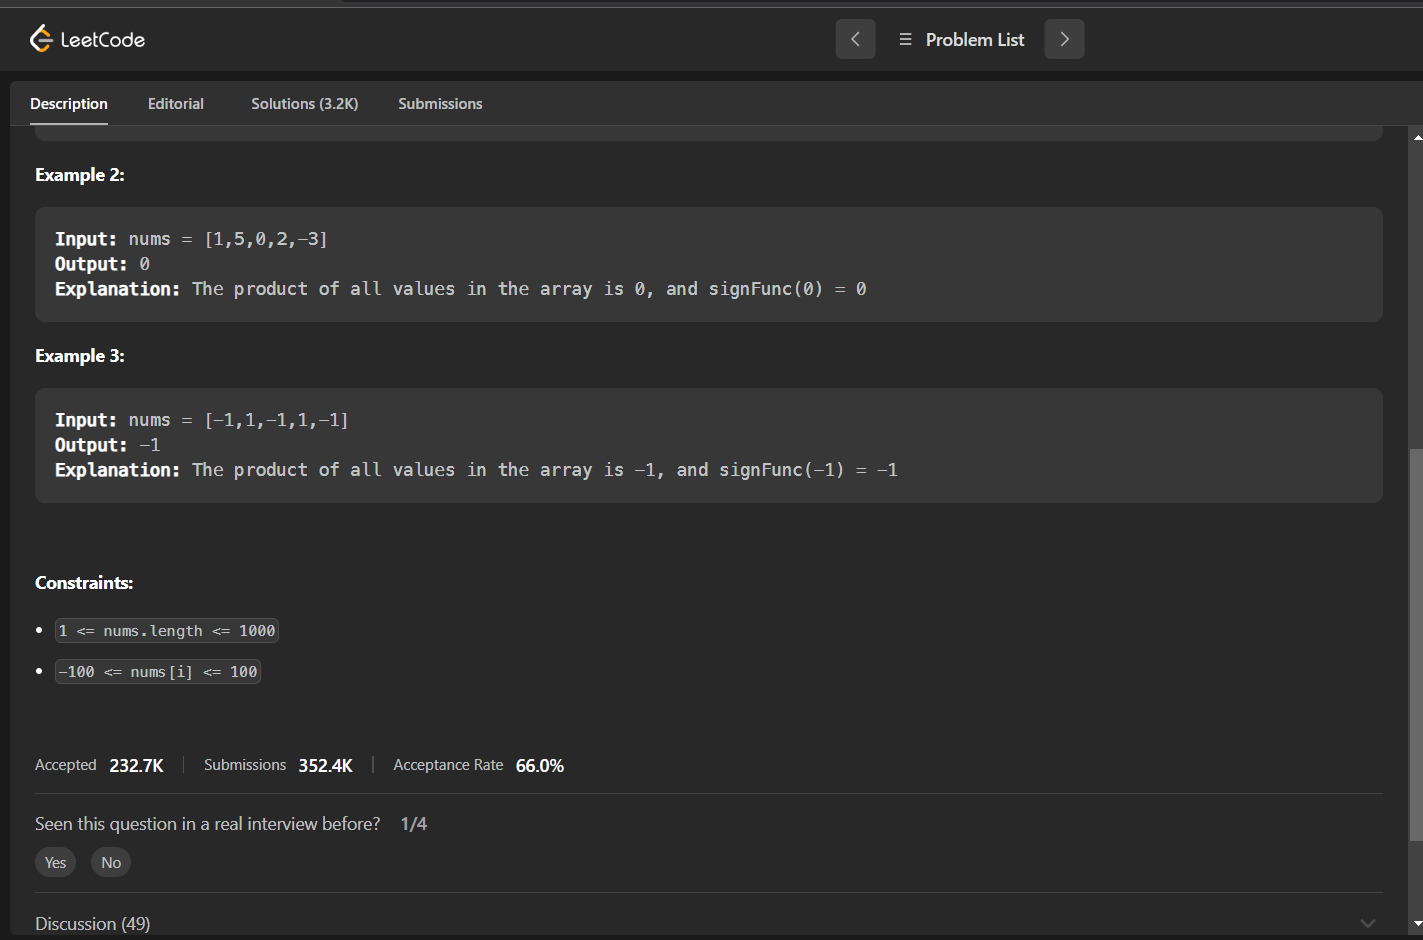 LeetCode
Problem List
Description Editorial Solutions (3.2K) Submissions
Example 2:
Input: nums = [1,5,0,2,−3]
Output: 0
Explanation: The product of all values in the array is 0, and signFunc(0) = 0
Example 3:
Input: nums = [−1,1,−1,1,−1]
Output: −1
Explanation: The product of all values in the array is −1, and signFunc(−1) = −1
Constraints:
• 1 <= nums.length <= 1000
• −100 <= nums[i] <= 100
Accepted 232.7K | Submissions 352.4K | Acceptance Rate 66.0%
Seen this question in a real interview before? 1/4
Yes No
Discussion (49)